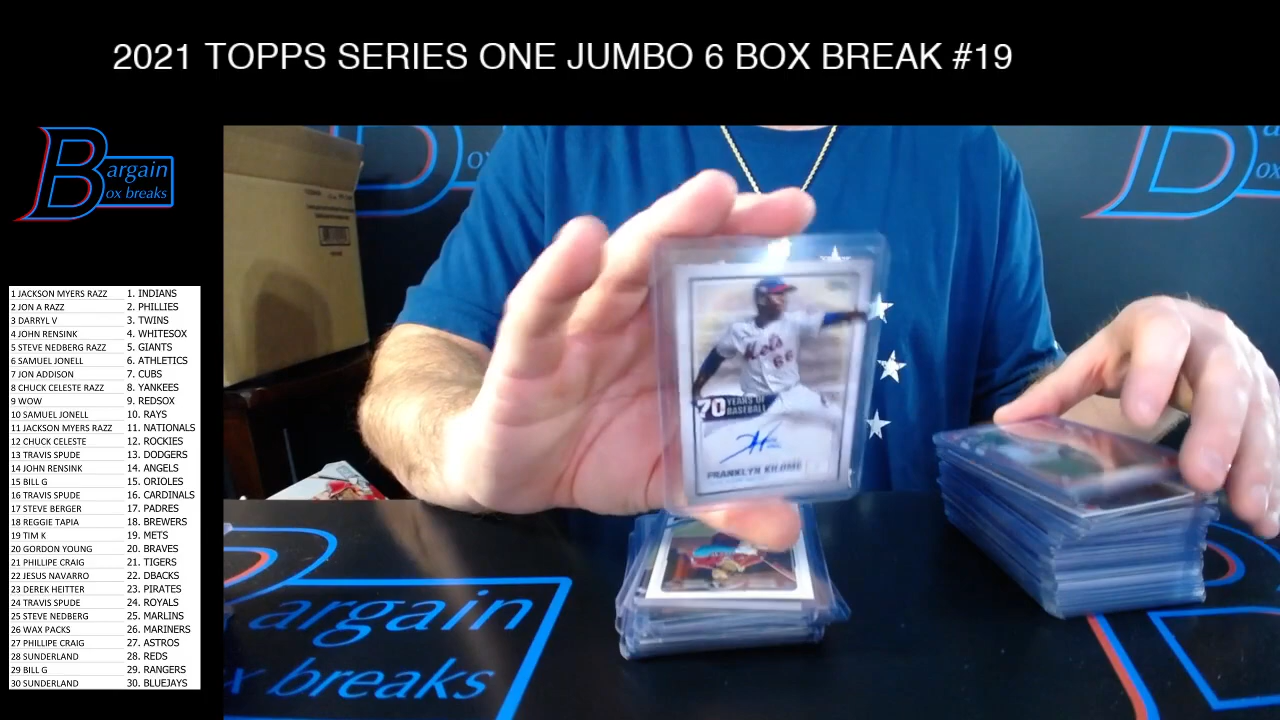 2021 TOPPS SERIES ONE JUMBO 6 BOX BREAK #19
Bargain
Box breaks
1 JACKSON MYERS RAZZ 1. INDIANS
2 JON A RAZZ 2. PHILLIES
3 DARRYL V 3. TWINS
4 JOHN RENSINK 4. WHITESOX
5 STEVE NEDBERG RAZZ 5. GIANTS
6 SAMUEL JONELL 6. ATHLETICS
7 JON ADDISON 7. CUBS
8 CHUCK CELESTE RAZZ 8. YANKEES
9 WOW 9. REDSOX
10 SAMUEL JONELL 10. RAYS
11 JACKSON MYERS RAZZ 11. NATIONALS
12 CHUCK CELESTE 12. ROCKIES
13 TRAVIS SPUDE 13. DODGERS
14 JOHN RENSINK 14. ANGELS
15 BILL G 15. ORIOLES
16 TRAVIS SPUDE 16. CARDINALS
17 STEVE BERGER 17. PADRES
18 REGGIE TAPIA 18. BREWERS
19 TIM K 19. METS
20 GORDON YOUNG 20. BRAVES
21 PHILLIPE CRAIG 21. TIGERS
22 JESUS NAVARRO 22. DBACKS
23 DEREK HEITTER 23. PIRATES
24 TRAVIS SPUDE 24. ROYALS
25 STEVE NEDBERG 25. MARLINS
26 WAX PACKS 26. MARINERS
27 PHILLIPE CRAIG 27. ASTROS
28 SUNDERLAND 28. REDS
29 BILL G 29. RANGERS
30 SUNDERLAND 30. BLUEJAYS
ox
B
Mets
66
70 YEARS OF
BASEBALL
FRANKLYN KILOMÉ
argain
x breaks
B